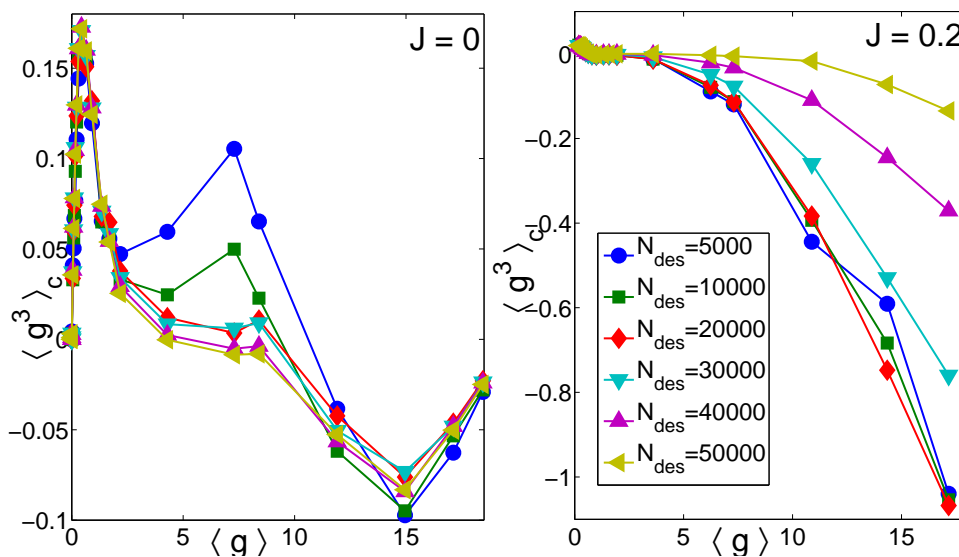 J = 0
0.15
0.1
0.05
0
−0.05
−0.1
⟨ g³ ⟩_c
0
5
10
15
⟨ g ⟩
J = 0.2
0
−0.2
−0.4
−0.6
−0.8
−1
⟨ g³ ⟩_c
N_des=5000
N_des=10000
N_des=20000
N_des=30000
N_des=40000
N_des=50000
0
5
10
15
⟨ g ⟩